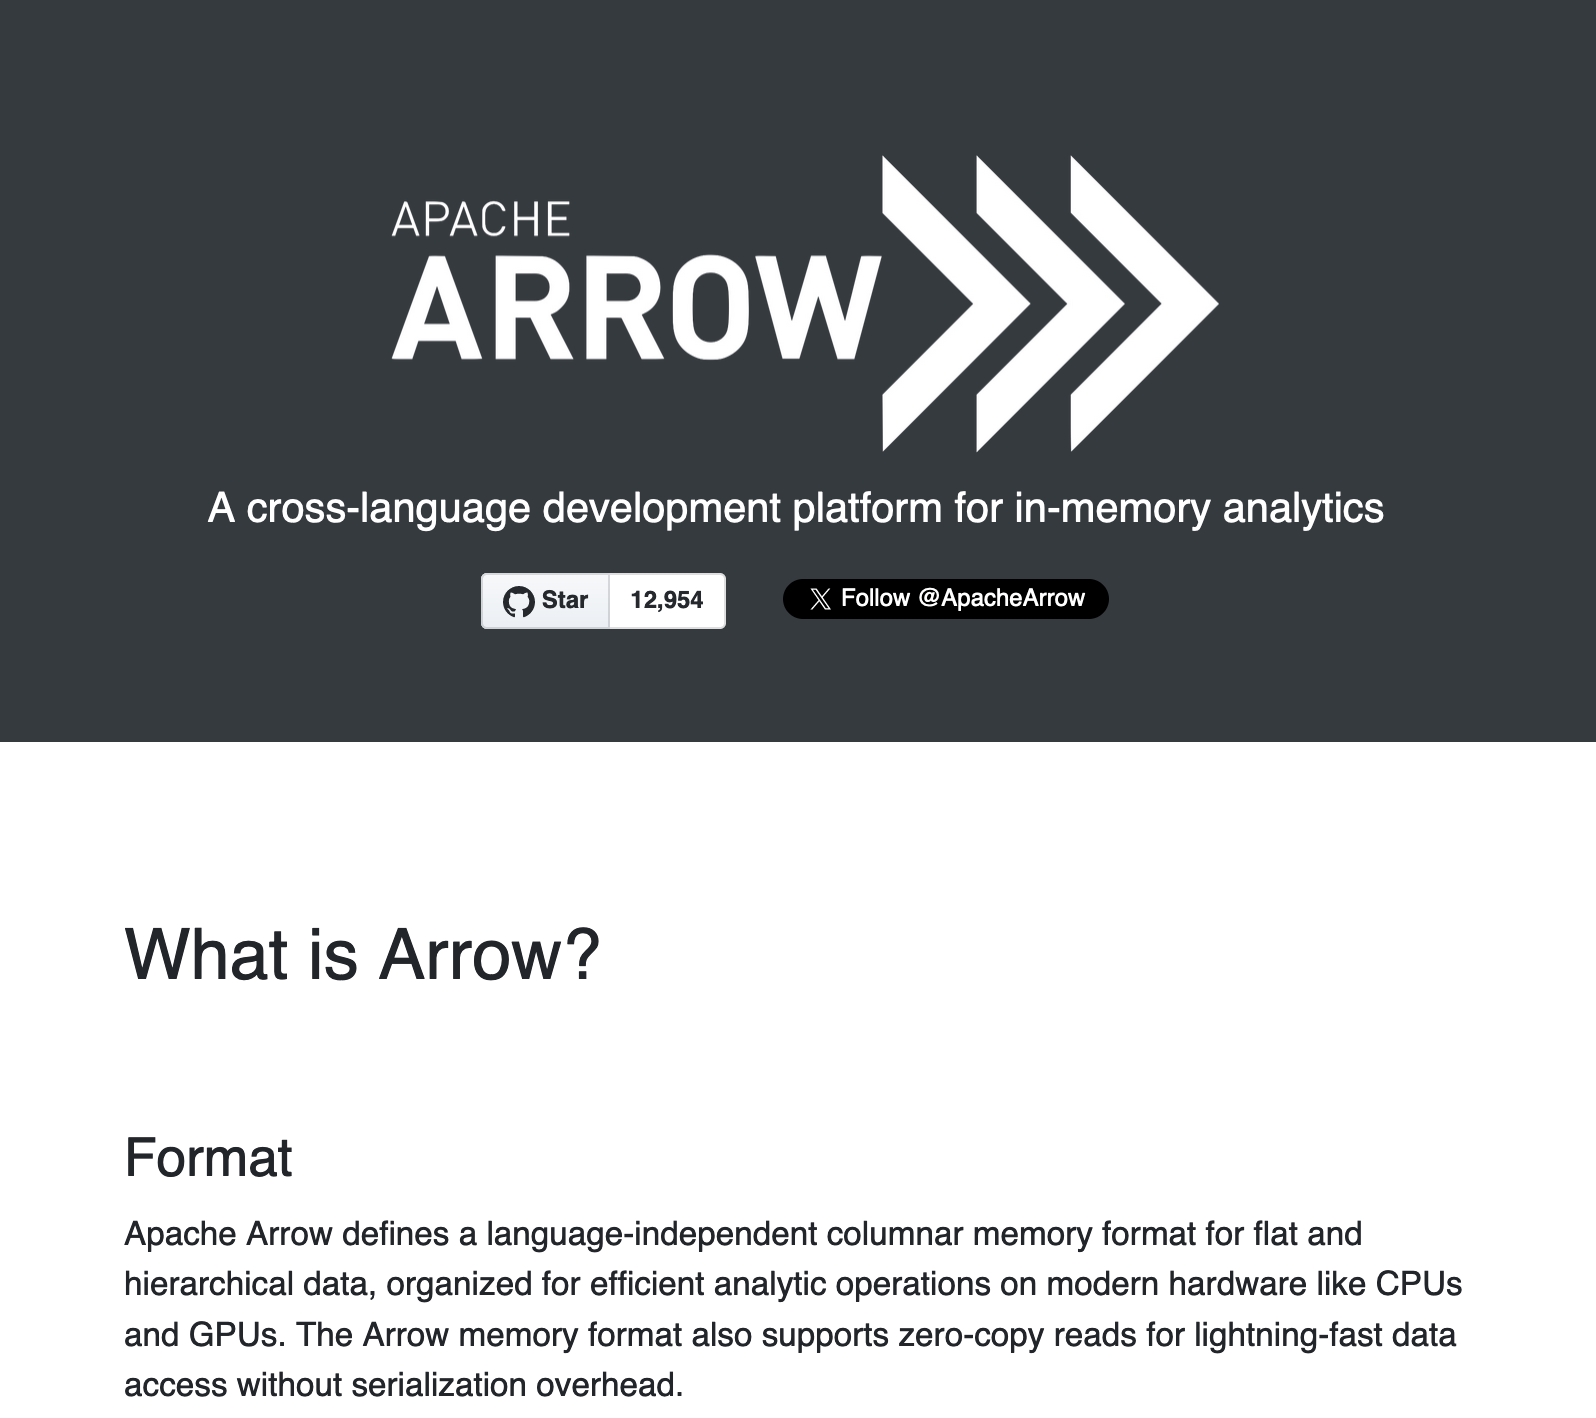 APACHE
ARROW
A cross-language development platform for in-memory analytics
Star 12,954
Follow @ApacheArrow
What is Arrow?
Format
Apache Arrow defines a language-independent columnar memory format for flat and
hierarchical data, organized for efficient analytic operations on modern hardware like CPUs
and GPUs. The Arrow memory format also supports zero-copy reads for lightning-fast data
access without serialization overhead.